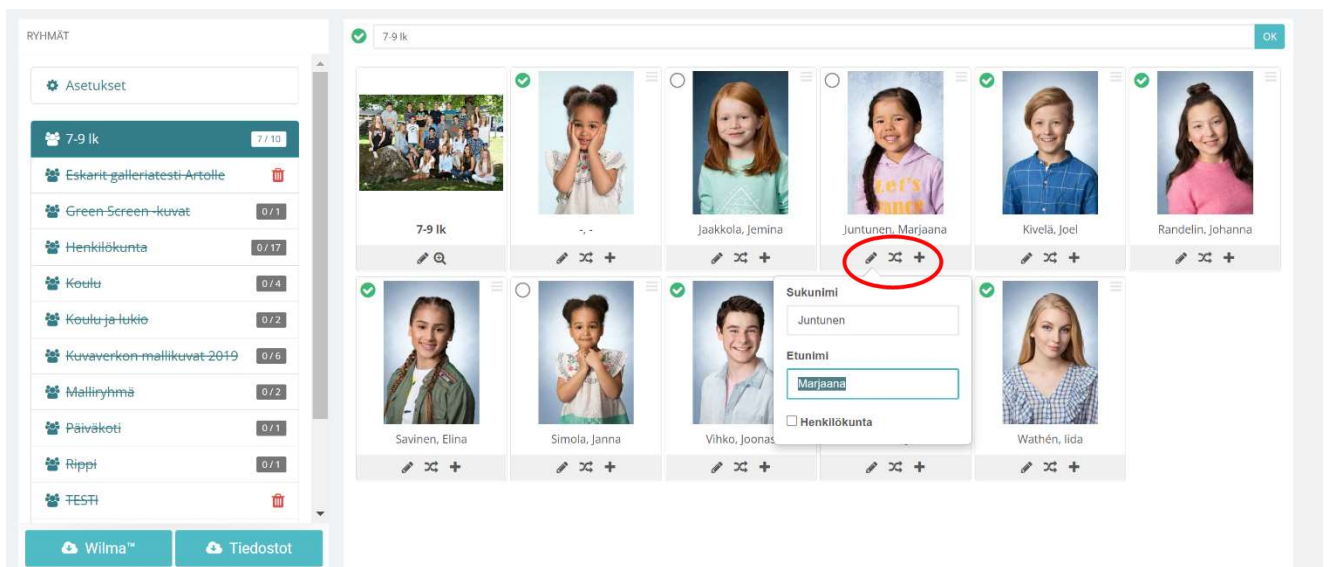 RYHMÄT
Asetukset
7-9 lk 7 / 10
Eskarit galleriatesti Artolle
Green Screen -kuvat 0 / 1
Henkilökunta 0 / 17
Koulu 0 / 4
Koulu ja lukio 0 / 2
Kuvaverkon mallikuvat 2019 0 / 6
Malliryhmä 0 / 2
Päiväkoti 0 / 1
Rippi 0 / 1
TESTI
Wilma™ Tiedostot
7-9 lk OK
7-9 lk
-, -
Jaakkola, Jemina
Let's
Juntunen, Marjaana
Kivelä, Joel
Randelin, Johanna
Sukunimi
Juntunen
Etunimi
Marjaana
Henkilökunta
Savinen, Elina
Simola, Janna
Vihko, Joonas
Wathén, Iida